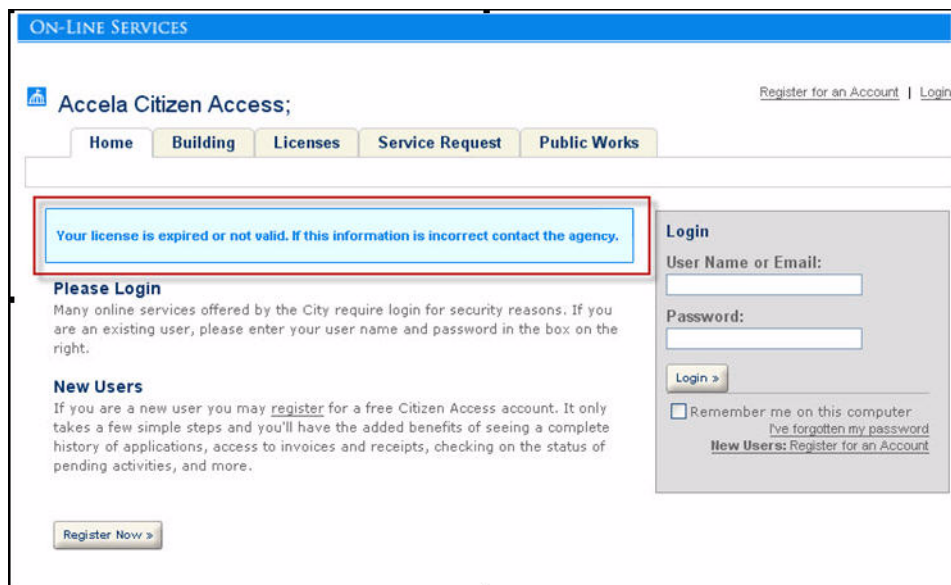 ON-LINE SERVICES
Register for an Account | Login
Accela Citizen Access;
Home Building Licenses Service Request Public Works
Your license is expired or not valid. If this information is incorrect contact the agency.
Please Login
Many online services offered by the City require login for security reasons. If you
are an existing user, please enter your user name and password in the box on the
right.
New Users
If you are a new user you may register for a free Citizen Access account. It only
takes a few simple steps and you'll have the added benefits of seeing a complete
history of applications, access to invoices and receipts, checking on the status of
pending activities, and more.
Register Now »
Login
User Name or Email:
Password:
Login »
Remember me on this computer
I've forgotten my password
New Users: Register for an Account